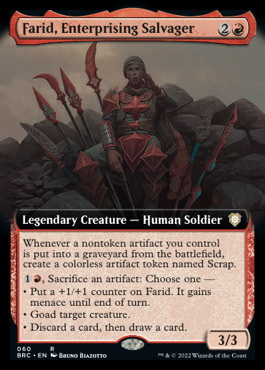 Farid, Enterprising Salvager 2
Legendary Creature — Human Soldier
Whenever a nontoken artifact you
control is put into a graveyard from the battlefield,
create a colorless artifact token named Scrap.
1 , Sacrifice an artifact: Choose one —
• Put a +1/+1 counter on Farid. It gains
menace until end of turn.
• Goad target creature.
• Discard a card, then draw a card.
3/3
060 R
BRC • EN Bruno Biazotto ™ & © 2022 Wizards of the Coast